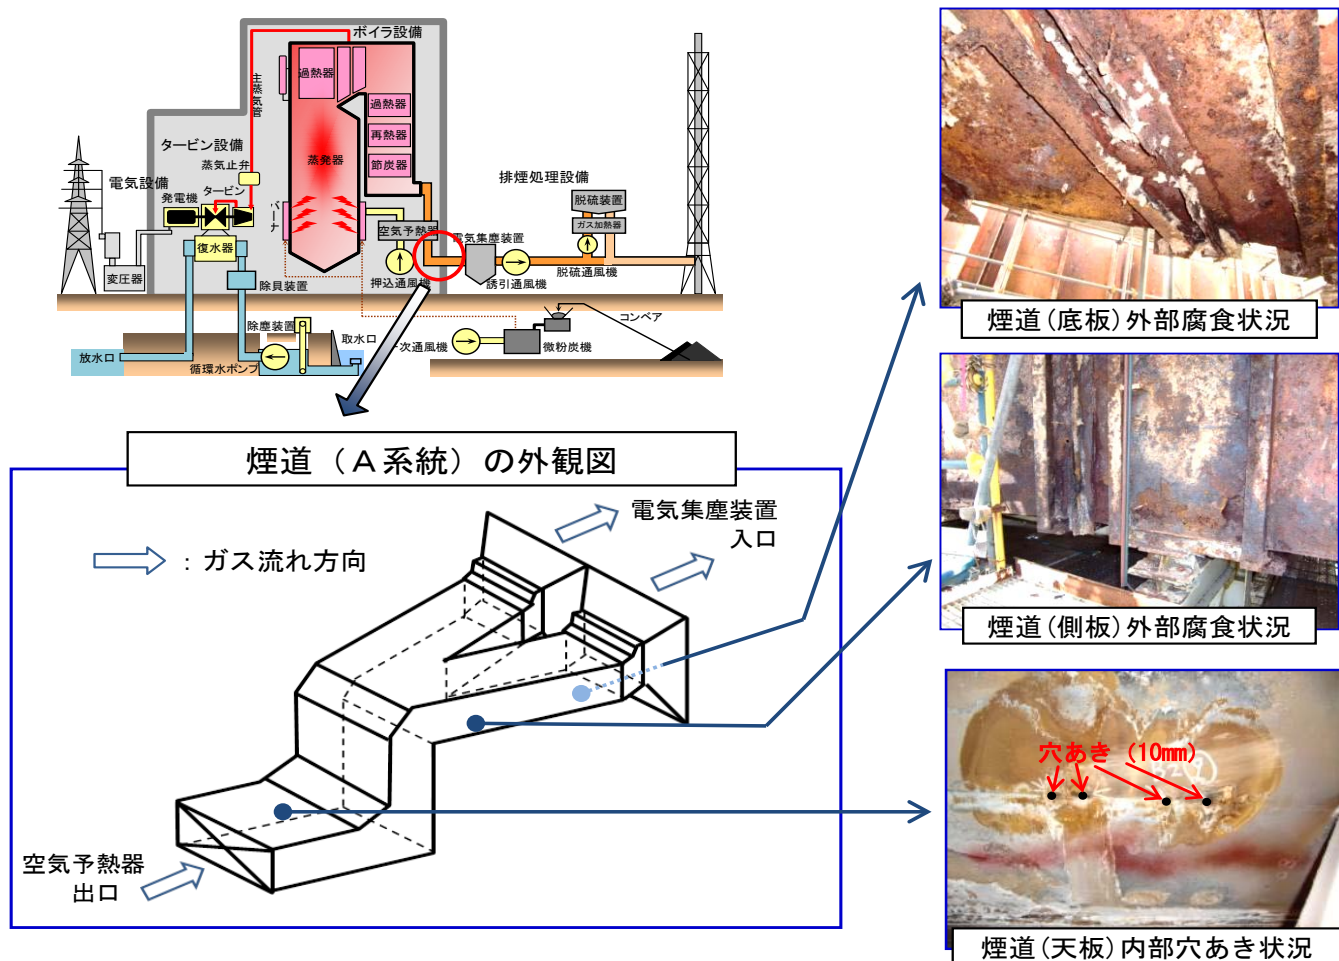 ボイラ設備
過熱器
主蒸気管
過熱器
再熱器
節炭器
蒸発器
タービン設備
蒸気止弁
電気設備
発電機
タービン
バーナ
復水器
変圧器
除貝装置
空気予熱器
押込通風機
電気集塵装置
誘引通風機
排煙処理設備
脱硫装置
ガス加熱器
脱硫通風機
除塵装置
取水口
放水口
循環水ポンプ
一次通風機
微粉炭機
コンベア
煙道（A系統）の外観図
：ガス流れ方向
電気集塵装置
入口
空気予熱器
出口
煙道(底板)外部腐食状況
煙道(側板)外部腐食状況
穴あき（10mm）
煙道(天板)内部穴あき状況